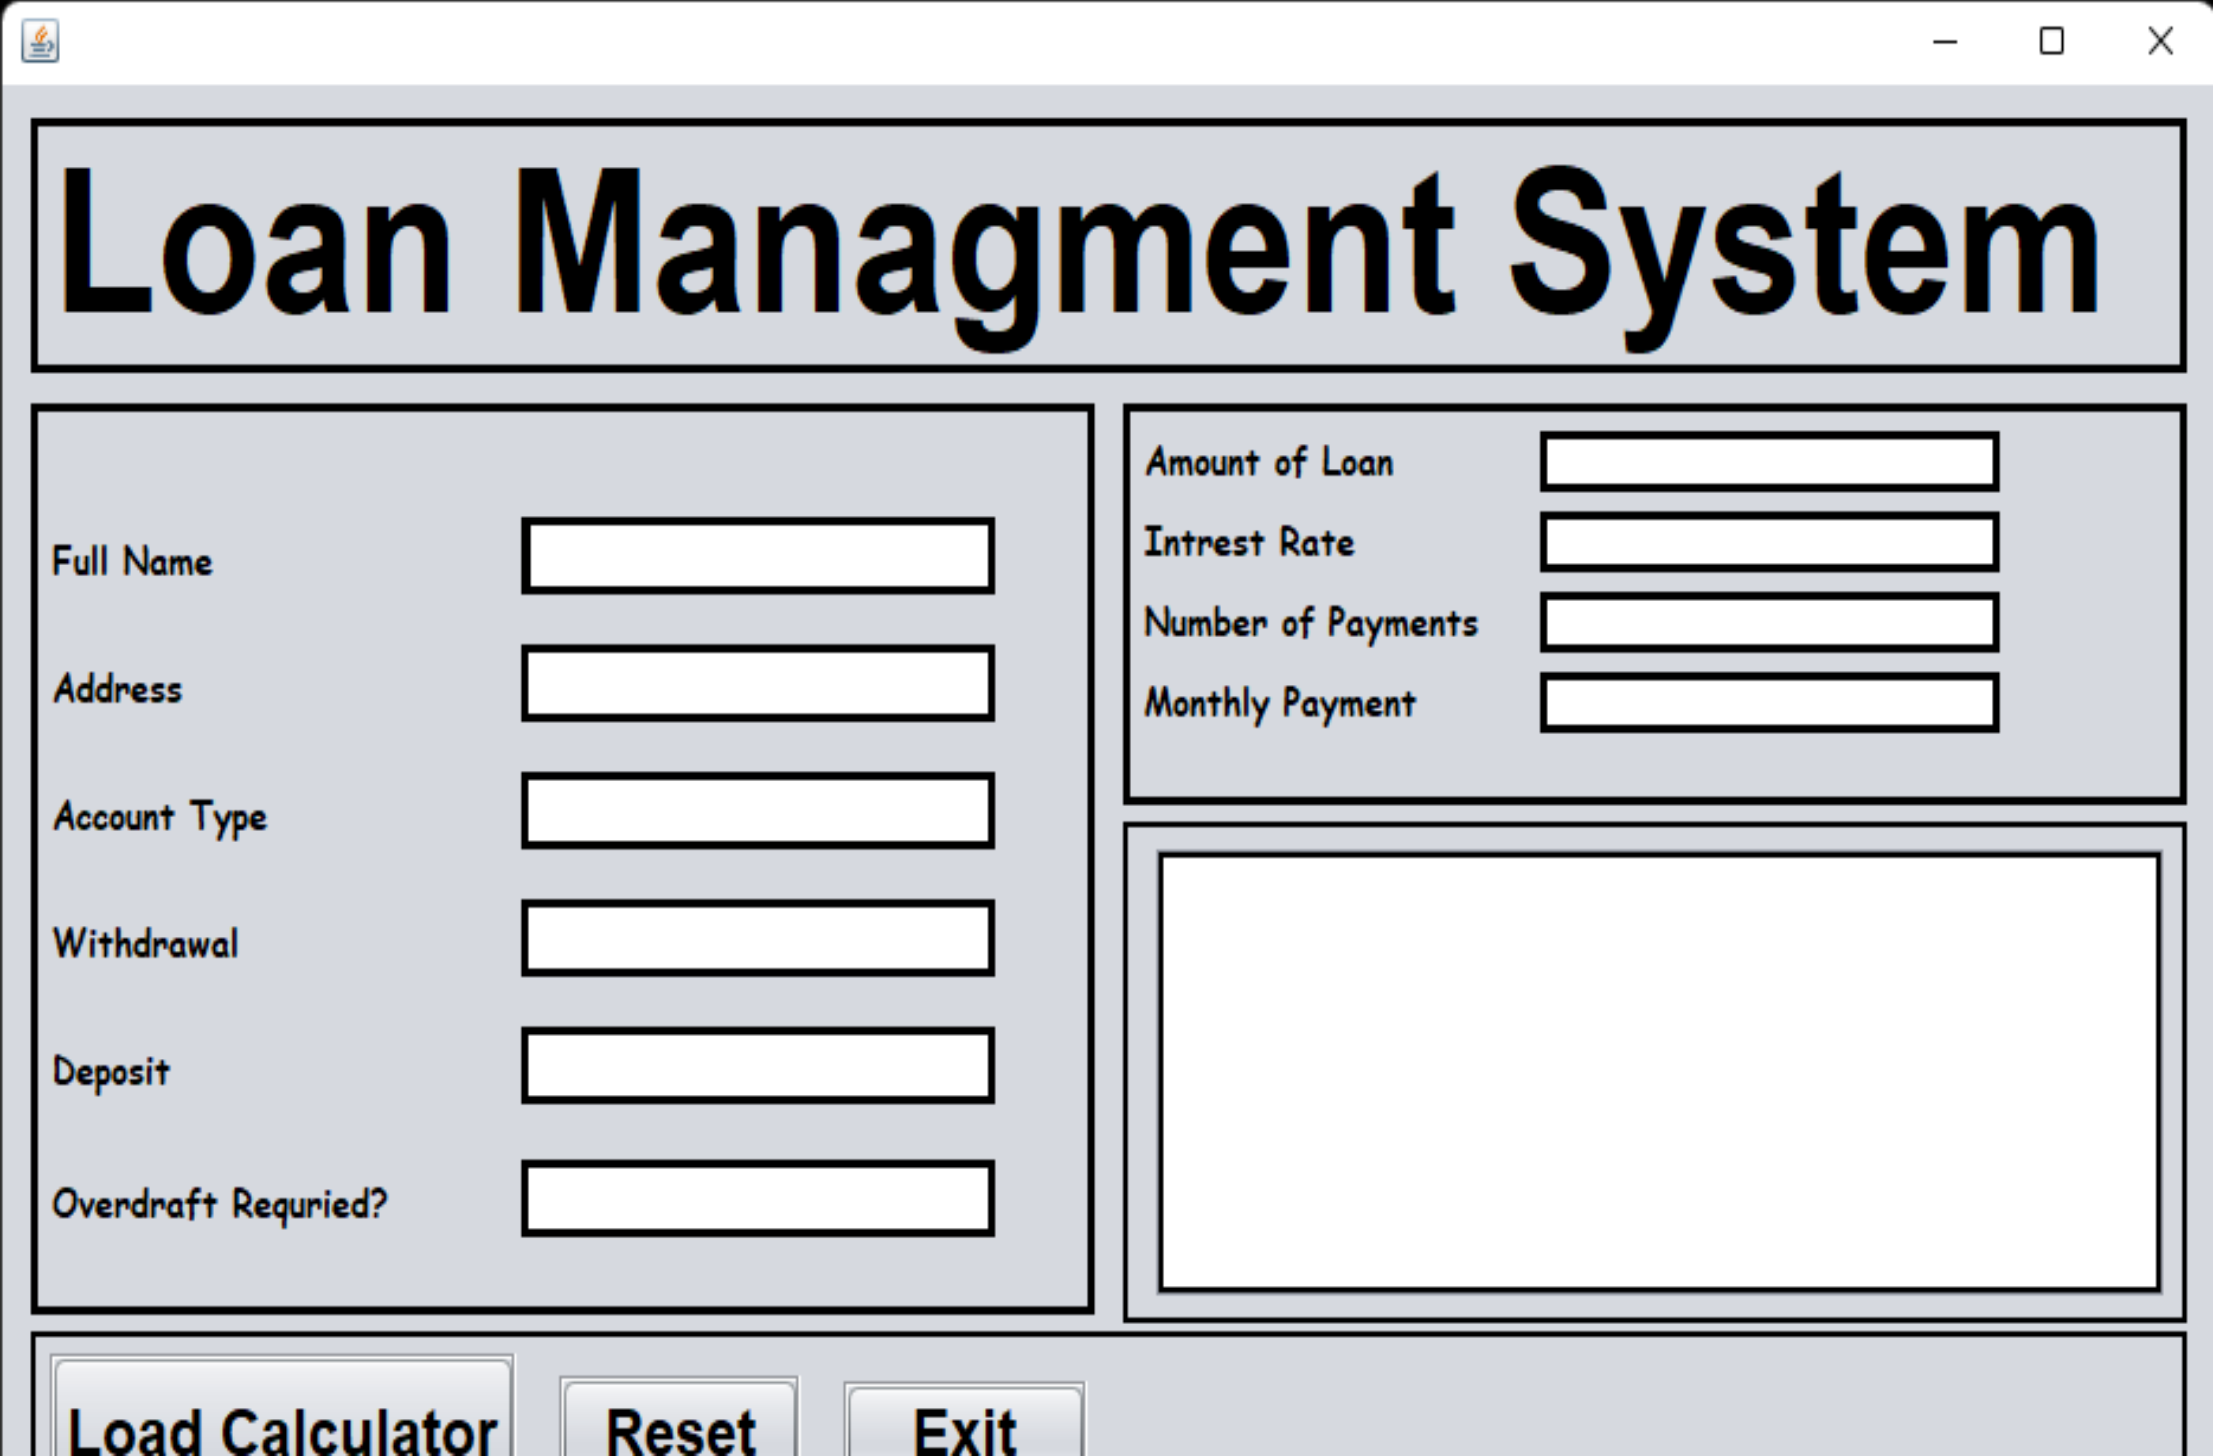 Loan Managment System
Full Name
Address
Account Type
Withdrawal
Deposit
Overdraft Requried?
Amount of Loan
Intrest Rate
Number of Payments
Monthly Payment
Load Calculator
Reset
Exit